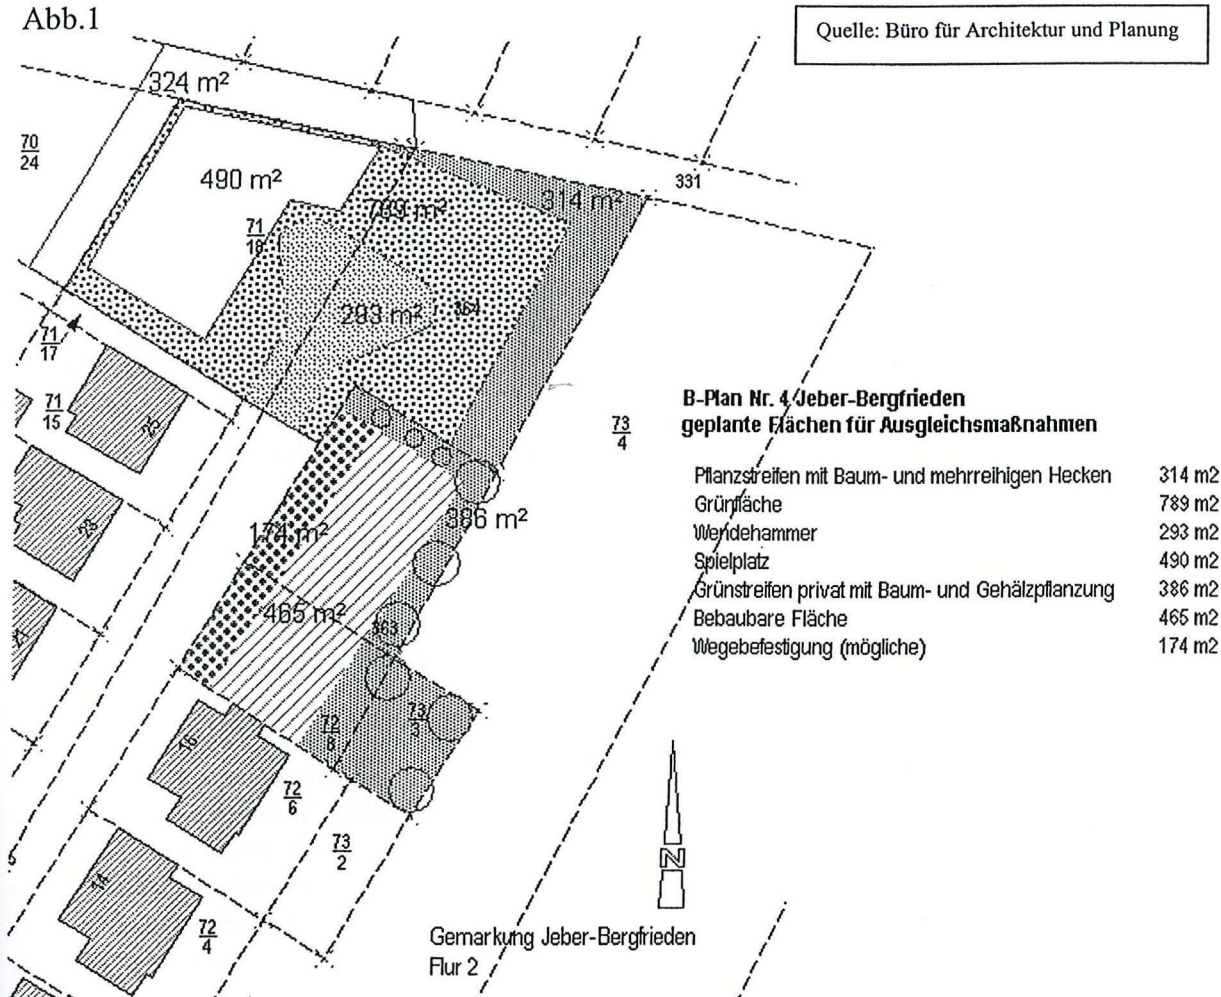 Abb.1
Quelle: Büro für Architektur und Planung
324 m²
70
24
490 m²
331
314 m²
789 m²
71
18
293 m²
364
71
17
71
15
25
B-Plan Nr. 4 Jeber-Bergfrieden
geplante Flächen für Ausgleichsmaßnahmen
73
4
Pflanzstreifen mit Baum- und mehrreihigen Hecken 314 m2
Grünfläche 789 m2
Wendehammer 293 m2
Spielplatz 490 m2
Grünstreifen privat mit Baum- und Gehälzpflanzung 386 m2
Bebaubare Fläche 465 m2
Wegebefestigung (mögliche) 174 m2
386 m²
174 m²
465 m²
363
73
3
72
8
16
72
6
73
2
14
72
4
N
Gemarkung Jeber-Bergfrieden
Flur 2